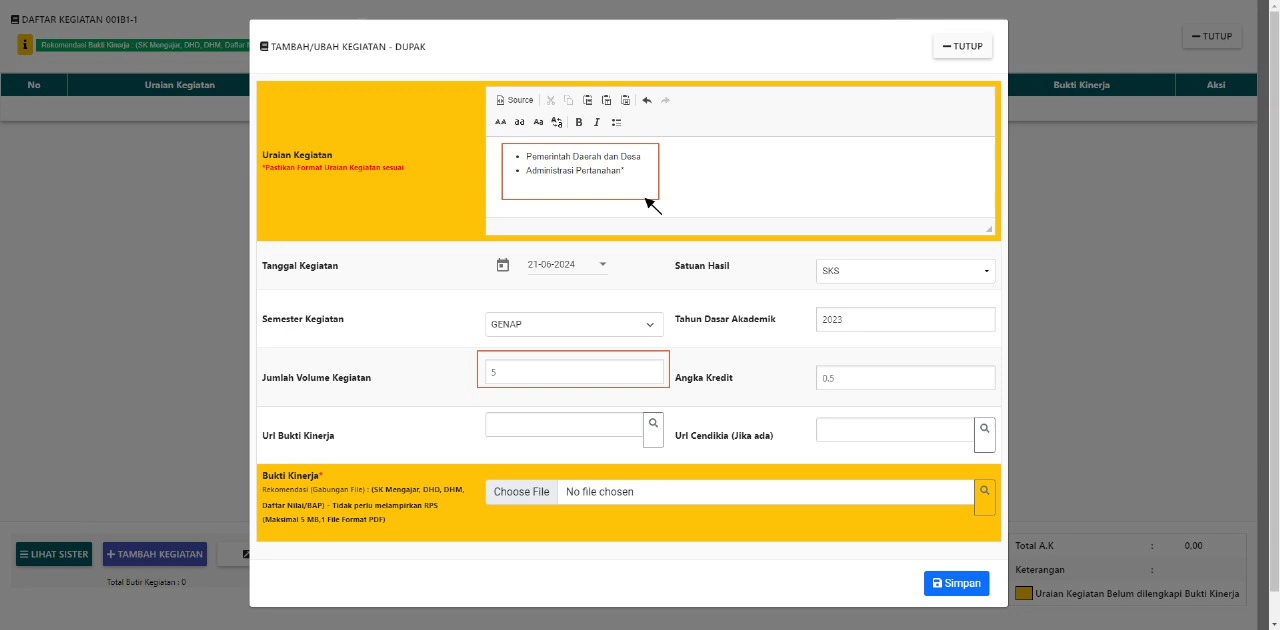 DAFTAR KEGIATAN 001B1-1
Rekomendasi Bukti Kinerja : (SK Mengajar, DHD, DHM, Daftar N
TUTUP
No
Uraian Kegiatan
Bukti Kinerja
Aksi
TAMBAH/UBAH KEGIATAN - DUPAK
TUTUP
Source
Uraian Kegiatan
*Pastikan Format Uraian Kegiatan sesuai
• Pemerintah Daerah dan Desa
• Administrasi Pertanahan*
Tanggal Kegiatan
21-06-2024
Satuan Hasil
SKS
Semester Kegiatan
GENAP
Tahun Dasar Akademik
2023
Jumlah Volume Kegiatan
5
Angka Kredit
0.5
Url Bukti Kinerja
Url Cendikia (Jika ada)
Bukti Kinerja*
Rekomendasi (Gabungan File) : (SK Mengajar, DHD, DHM,
Daftar Nilai/BAP) - Tidak perlu melampirkan RPS
(Maksimal 5 MB,1 File Format PDF)
Choose File No file chosen
LIHAT SISTER
TAMBAH KEGIATAN
Total Butir Kegiatan : 0
Simpan
Total A.K : 0,00
Keterangan :
Uraian Kegiatan Belum dilengkapi Bukti Kinerja